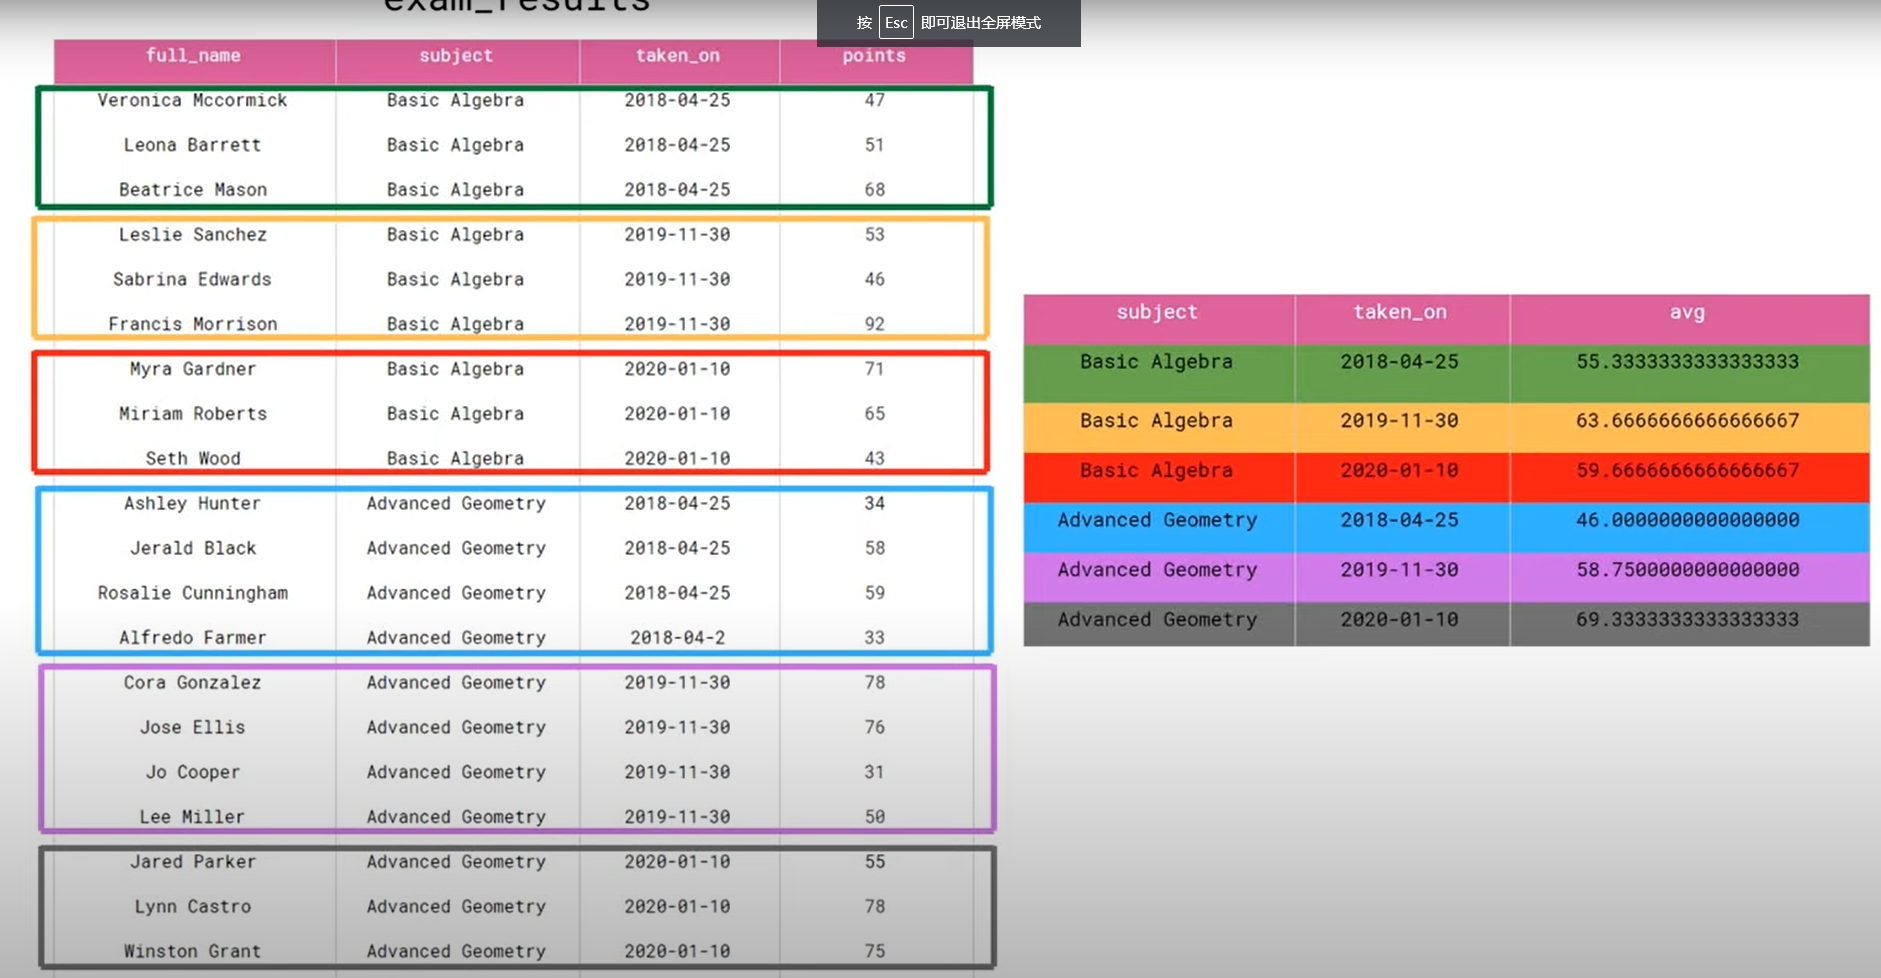 exam_results
按 Esc 即可退出全屏模式
full_name subject taken_on points
Veronica Mccormick Basic Algebra 2018-04-25 47
Leona Barrett Basic Algebra 2018-04-25 51
Beatrice Mason Basic Algebra 2018-04-25 68
Leslie Sanchez Basic Algebra 2019-11-30 53
Sabrina Edwards Basic Algebra 2019-11-30 46
Francis Morrison Basic Algebra 2019-11-30 92
Myra Gardner Basic Algebra 2020-01-10 71
Miriam Roberts Basic Algebra 2020-01-10 65
Seth Wood Basic Algebra 2020-01-10 43
Ashley Hunter Advanced Geometry 2018-04-25 34
Jerald Black Advanced Geometry 2018-04-25 58
Rosalie Cunningham Advanced Geometry 2018-04-25 59
Alfredo Farmer Advanced Geometry 2018-04-2 33
Cora Gonzalez Advanced Geometry 2019-11-30 78
Jose Ellis Advanced Geometry 2019-11-30 76
Jo Cooper Advanced Geometry 2019-11-30 31
Lee Miller Advanced Geometry 2019-11-30 50
Jared Parker Advanced Geometry 2020-01-10 55
Lynn Castro Advanced Geometry 2020-01-10 78
Winston Grant Advanced Geometry 2020-01-10 75
subject taken_on avg
Basic Algebra 2018-04-25 55.3333333333333333
Basic Algebra 2019-11-30 63.6666666666666667
Basic Algebra 2020-01-10 59.6666666666666667
Advanced Geometry 2018-04-25 46.0000000000000000
Advanced Geometry 2019-11-30 58.7500000000000000
Advanced Geometry 2020-01-10 69.3333333333333333